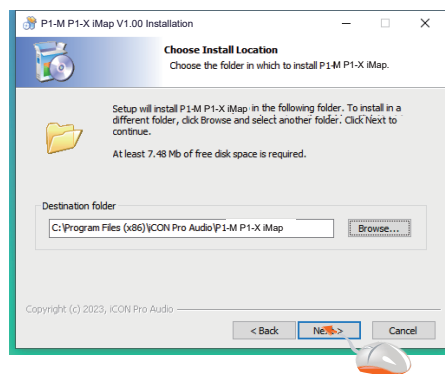 P1-M P1-X iMap V1.00 Installation
Choose Install Location
Choose the folder in which to install P1-M P1-X iMap.
Setup will install P1-M P1-X iMap in the following folder. To install in a
different folder, click Browse and select another folder. Click Next to
continue.
At least 7.48 Mb of free disk space is required.
Destination folder
C:\Program Files (x86)\iCON Pro Audio\P1-M P1-X iMap
Browse...
Copyright (c) 2023, iCON Pro Audio
< Back
Next >
Cancel